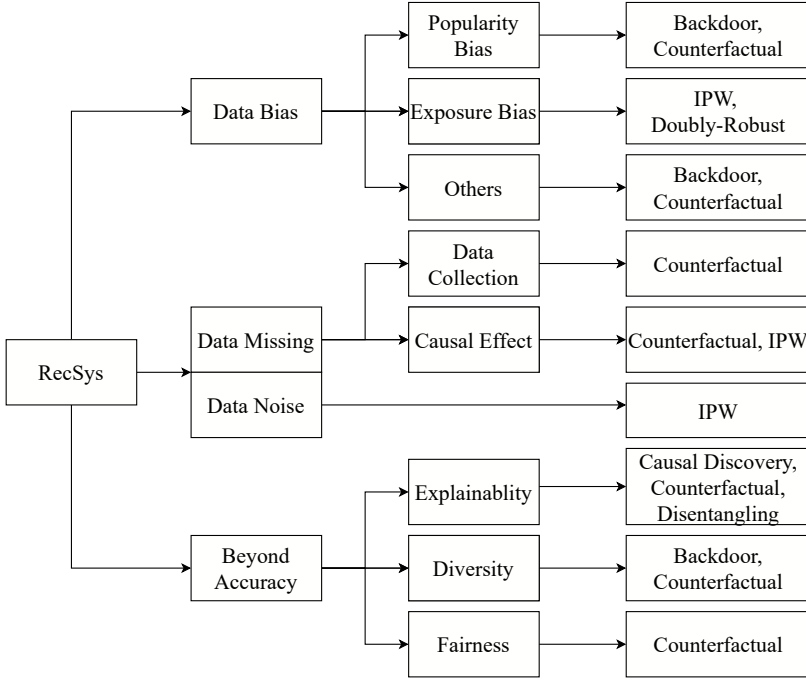 RecSys
Data Bias
Popularity
Bias
Backdoor,
Counterfactual
Exposure Bias
IPW,
Doubly-Robust
Others
Backdoor,
Counterfactual
Data Missing
Data
Collection
Counterfactual
Causal Effect
Counterfactual, IPW
Data Noise
IPW
Beyond
Accuracy
Explainablity
Causal Discovery,
Counterfactual,
Disentangling
Diversity
Backdoor,
Counterfactual
Fairness
Counterfactual